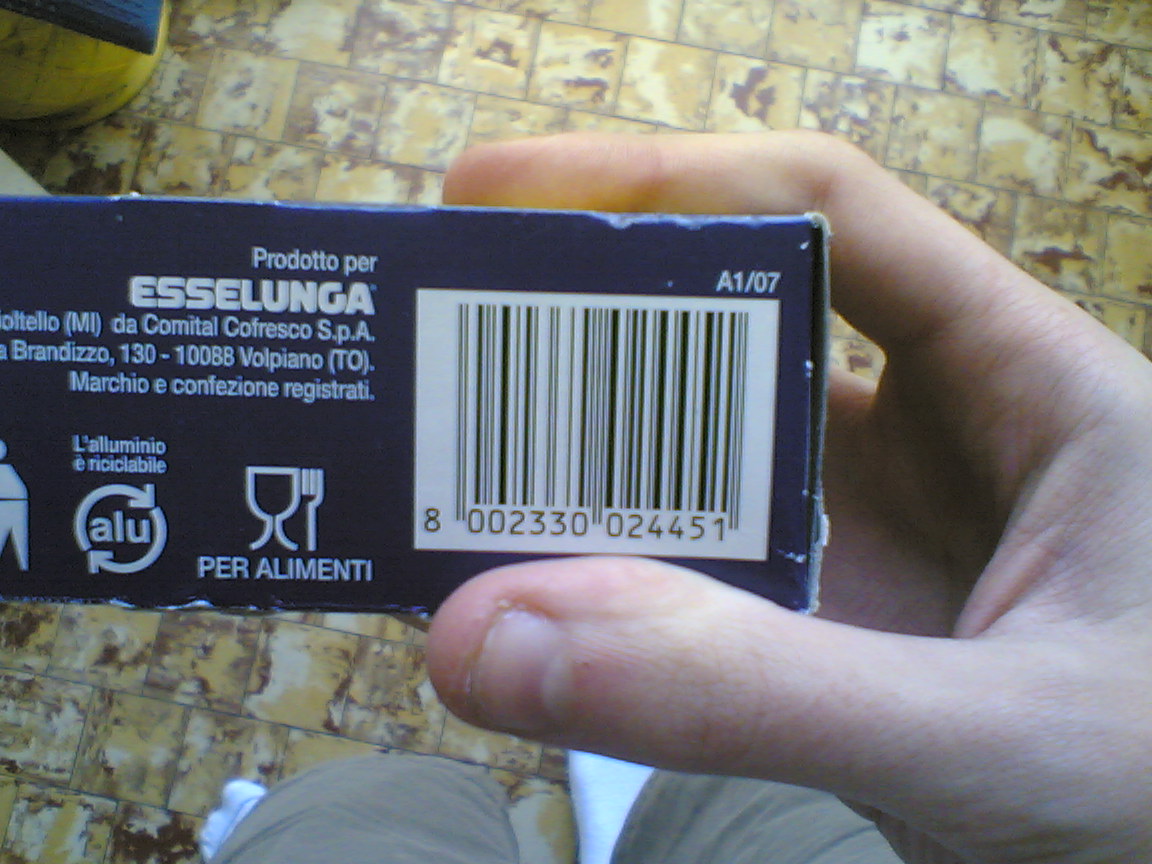 Prodotto per
ESSELUNGA
da Comital Cofresco S.p.A.
Brandizzo, 130 - 10088 Volpiano (TO).
Marchio e confezione registrati.
L'alluminio
è riciclabile
alu
PER ALIMENTI
A1/07
8 002330 024451